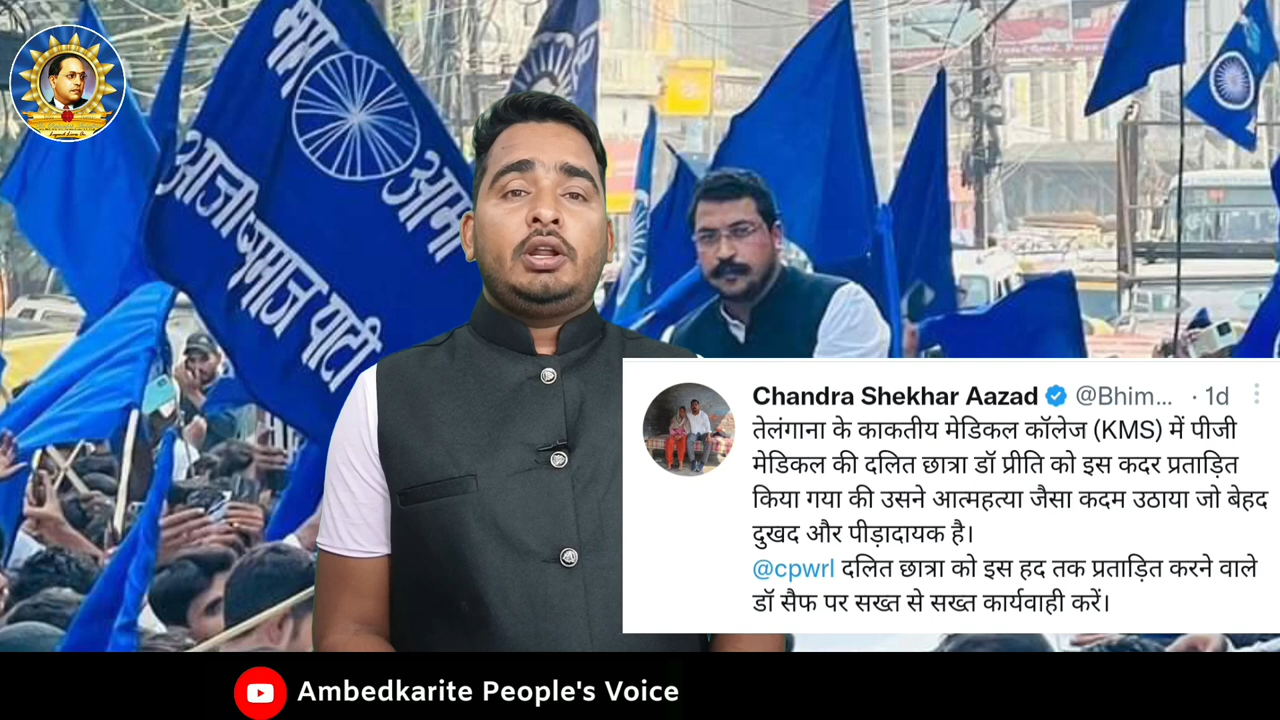 आजाद समाज पार्टी
Chandra Shekhar Aazad @Bhim... · 1d
तेलंगाना के काकतीय मेडिकल कॉलेज (KMS) में पीजी
मेडिकल की दलित छात्रा डॉ प्रीति को इस कदर प्रताड़ित
किया गया की उसने आत्महत्या जैसा कदम उठाया जो बेहद
दुखद और पीड़ादायक है।
@cpwrl दलित छात्रा को इस हद तक प्रताड़ित करने वाले
डॉ सैफ पर सख्त से सख्त कार्यवाही करें।
Ambedkarite People's Voice